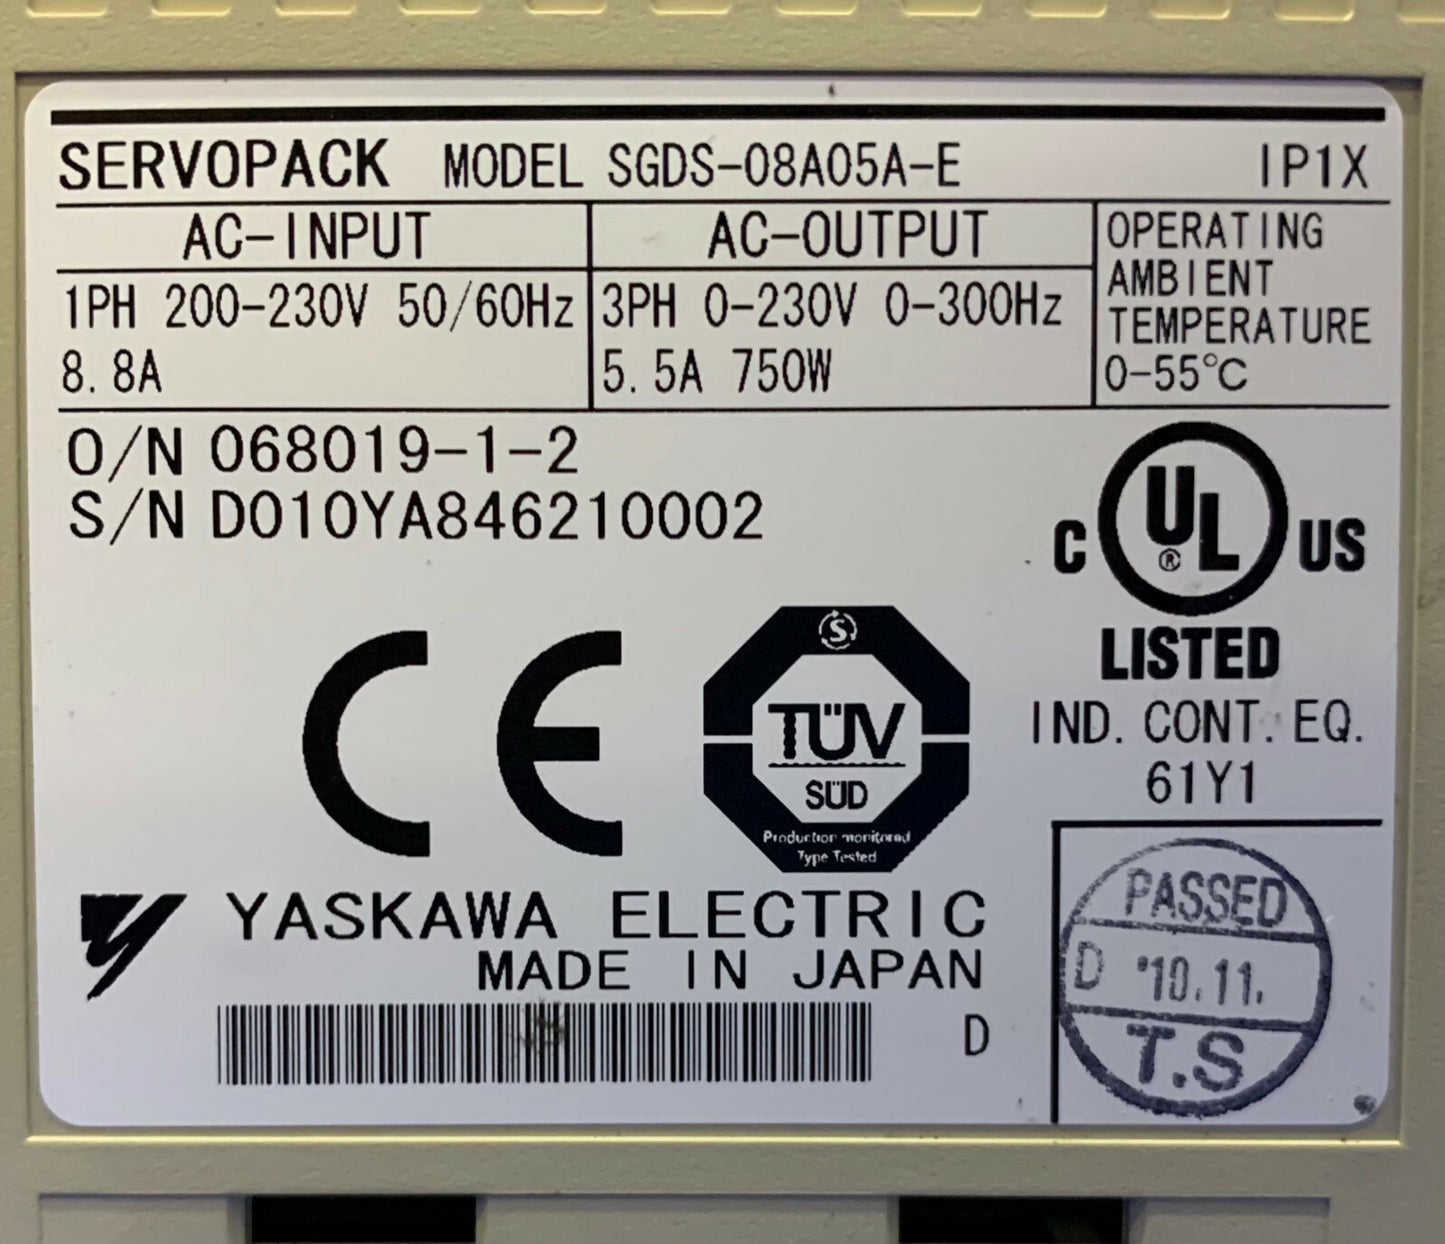 SERVOPACK MODEL SGDS-08A05A-E IP1X
AC-INPUT
1PH 200-230V 50/60Hz
8.8A
AC-OUTPUT
3PH 0-230V 0-300Hz
5.5A 750W
OPERATING
AMBIENT
TEMPERATURE
0-55°C
O/N 068019-1-2
S/N D010YA846210002
C UL® US
LISTED
IND. CONT. EQ.
61Y1
CE
S
TÜV
SÜD
Production monitored
Type Tested
YASKAWA ELECTRIC
MADE IN JAPAN
D
PASSED
D '10.11.
T.S